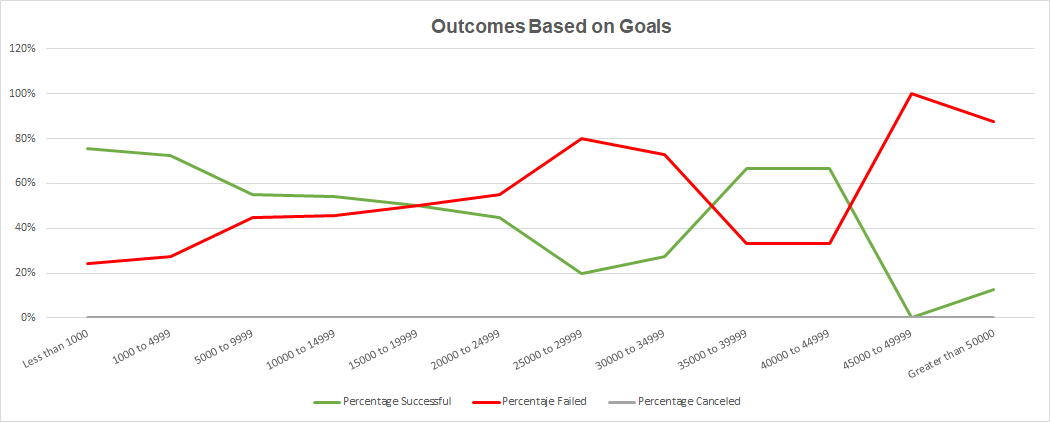 Outcomes Based on Goals
120%
100%
80%
60%
40%
20%
0%
Less than 1000
1000 to 4999
5000 to 9999
10000 to 14999
15000 to 19999
20000 to 24999
25000 to 29999
30000 to 34999
35000 to 39999
40000 to 44999
45000 to 49999
Greater than 50000
Percentage Successful
Percentaje Failed
Percentage Canceled